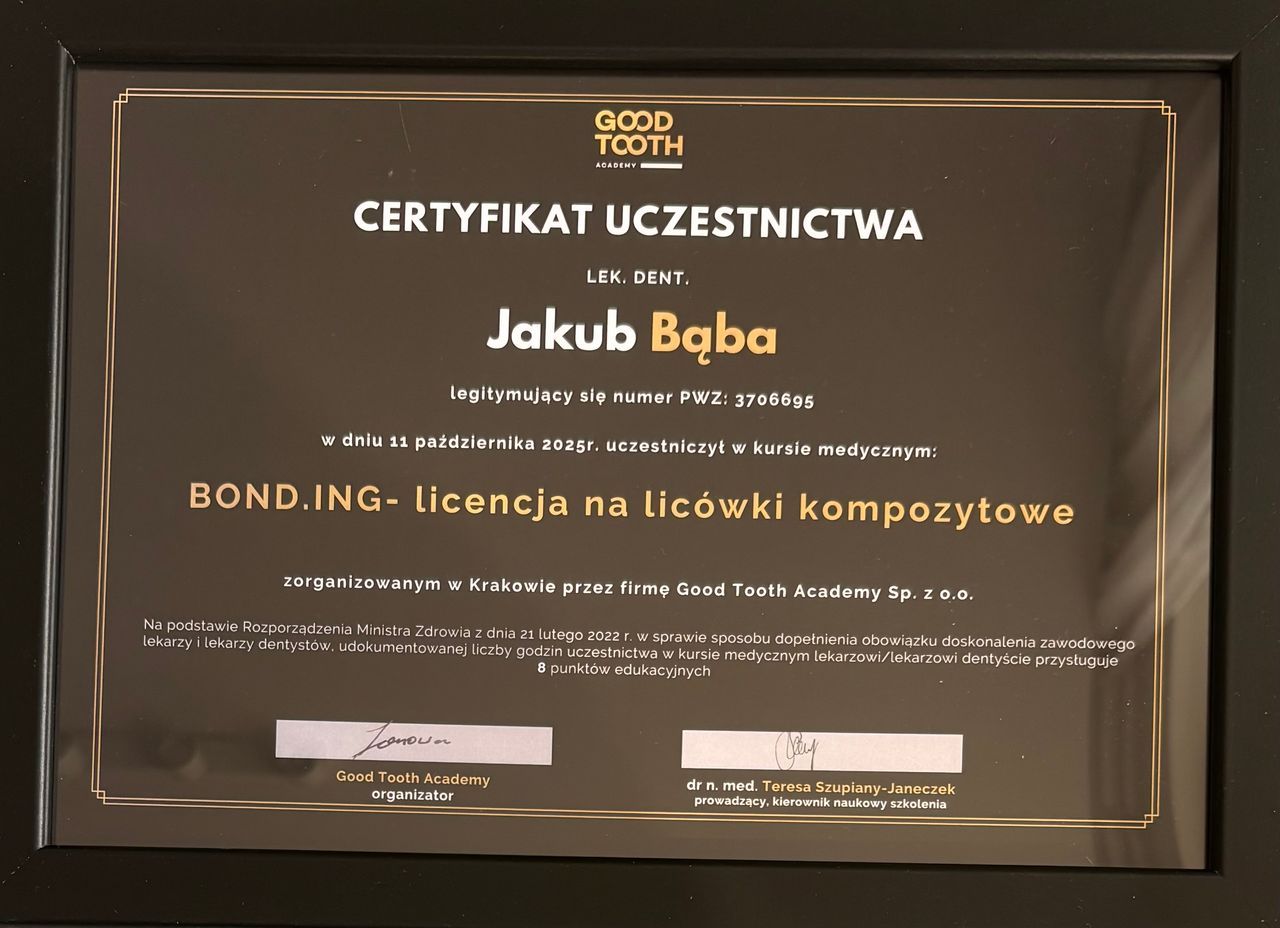 GOOD
TOOTH
ACADEMY
CERTYFIKAT UCZESTNICTWA
LEK. DENT.
Jakub Bąba
legitymujący się numer PWZ: 3706695
w dniu 11 października 2025r. uczestniczył w kursie medycznym:
BOND.ING- licencja na licówki kompozytowe
zorganizowanym w Krakowie przez firmę Good Tooth Academy Sp. z o.o.
Na podstawie Rozporządzenia Ministra Zdrowia z dnia 21 lutego 2022 r. w sprawie sposobu dopełnienia obowiązku doskonalenia zawodowego
lekarzy i lekarzy dentystów, udokumentowanej liczby godzin uczestnictwa w kursie medycznym lekarzowi/lekarzowi dentyście przysługuje
8 punktów edukacyjnych
Good Tooth Academy
organizator
dr n. med. Teresa Szupiany-Janeczek
prowadzący, kierownik naukowy szkolenia